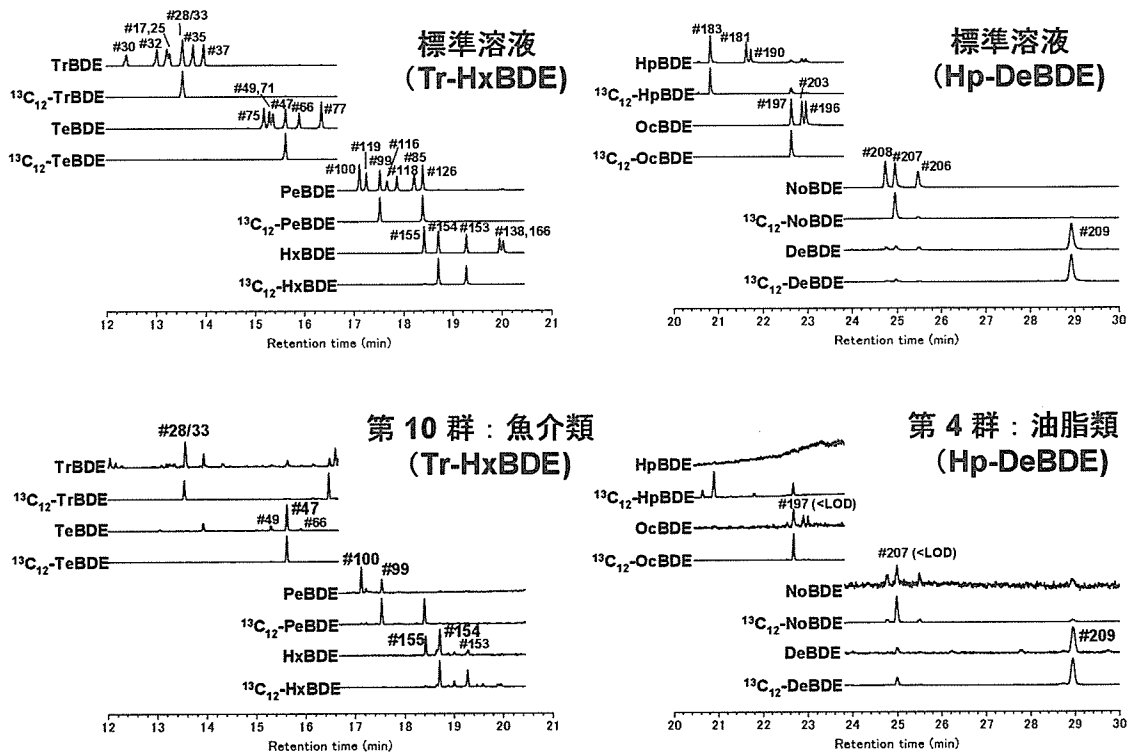 標準溶液
(Tr-HxBDE)
#28/33
#17,25
#30
#32
#35
#37
TrBDE
¹³C₁₂-TrBDE
#49,71
#47
#75
#66
#77
TeBDE
¹³C₁₂-TeBDE
#116
#119
#99
#85
#100
#118
#126
PeBDE
¹³C₁₂-PeBDE
#154
#155
#153
#138,166
HxBDE
¹³C₁₂-HxBDE
12 13 14 15 16 17 18 19 20 21
Retention time (min)
標準溶液
(Hp-DeBDE)
#183
#181
#190
HpBDE
¹³C₁₂-HpBDE
#203
#197
#196
OcBDE
¹³C₁₂-OcBDE
#208
#207
#206
NoBDE
¹³C₁₂-NoBDE
#209
DeBDE
¹³C₁₂-DeBDE
20 21 22 23 24 25 26 27 28 29 30
Retention time (min)
第 10 群:魚介類
(Tr-HxBDE)
#28/33
TrBDE
¹³C₁₂-TrBDE
#47
#49
#66
TeBDE
¹³C₁₂-TeBDE
#100
#99
PeBDE
¹³C₁₂-PeBDE
#154
#155
#153
HxBDE
¹³C₁₂-HxBDE
12 13 14 15 16 17 18 19 20 21
Retention time (min)
第 4 群:油脂類
(Hp-DeBDE)
HpBDE
¹³C₁₂-HpBDE
#197 (<LOD)
OcBDE
¹³C₁₂-OcBDE
#207 (<LOD)
NoBDE
¹³C₁₂-NoBDE
#209
DeBDE
¹³C₁₂-DeBDE
20 21 22 23 24 25 26 27 28 29 30
Retention time (min)